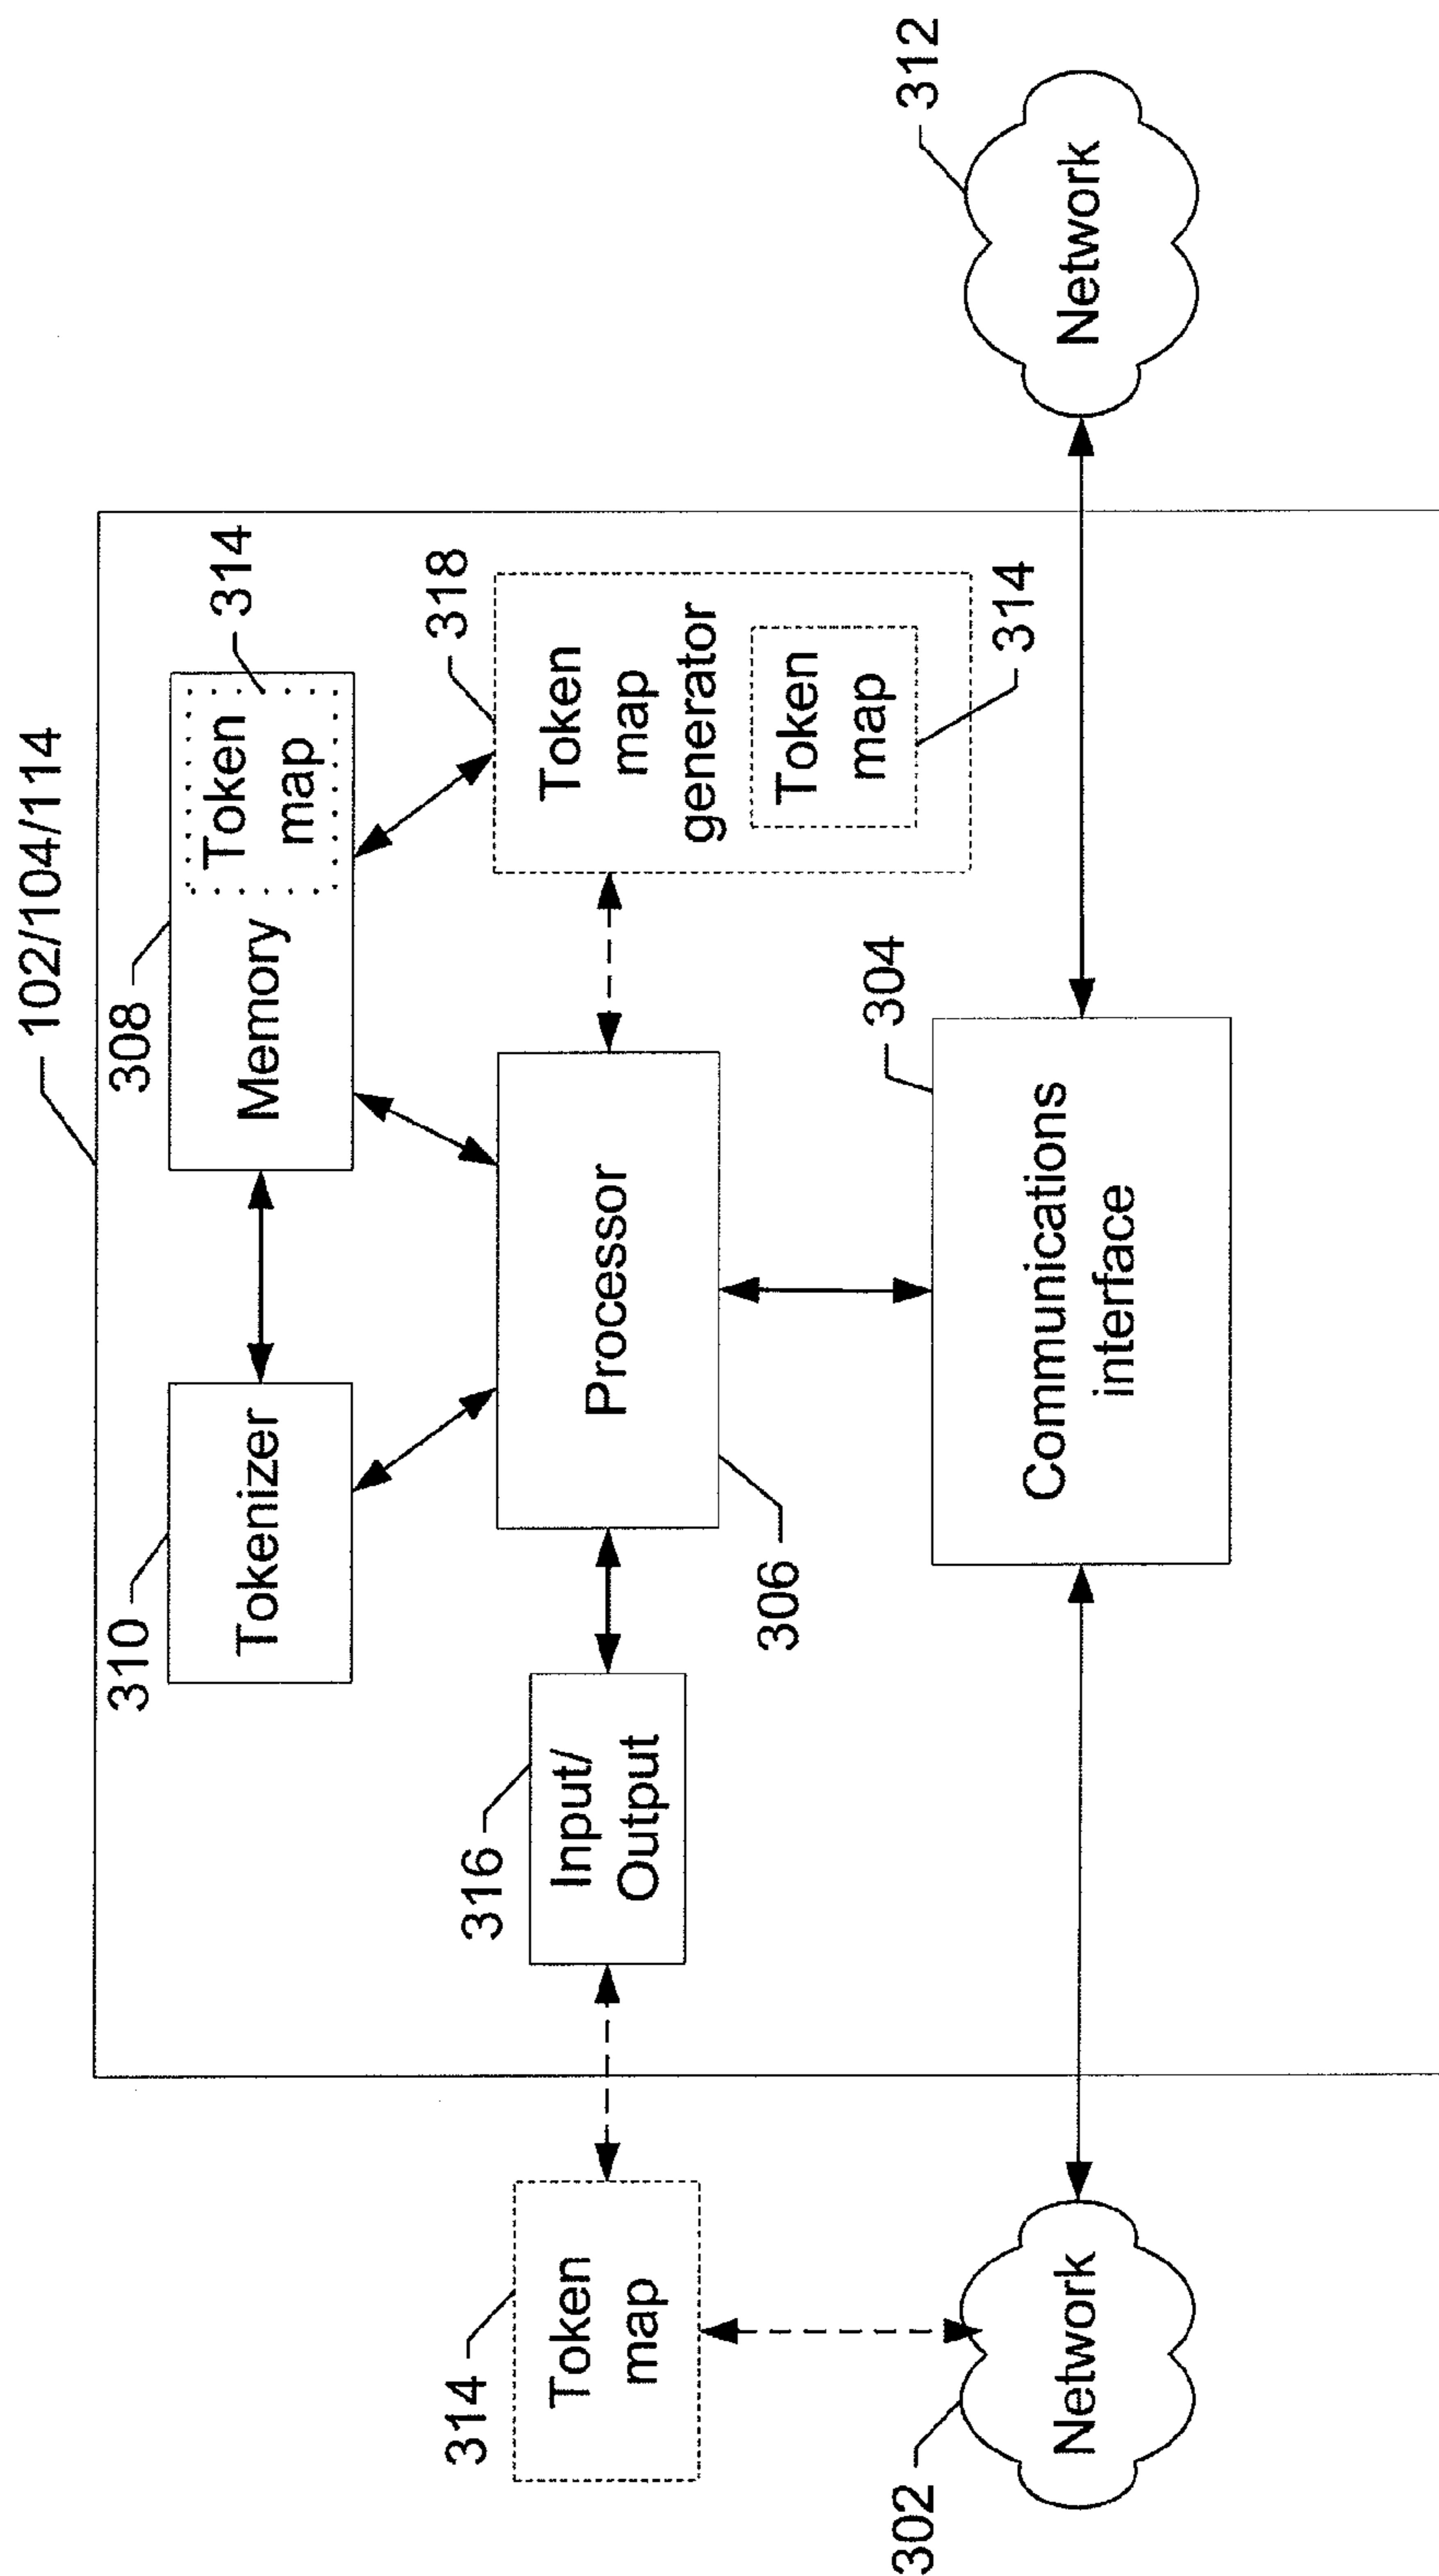 102/104/114
310
308
314
Tokenizer
Memory
Token
map
314
316
318
Token
map
Input/
Output
Processor
Token
map
generator
Token
map
306
304
314
302
312
Network
Communications
interface
Network